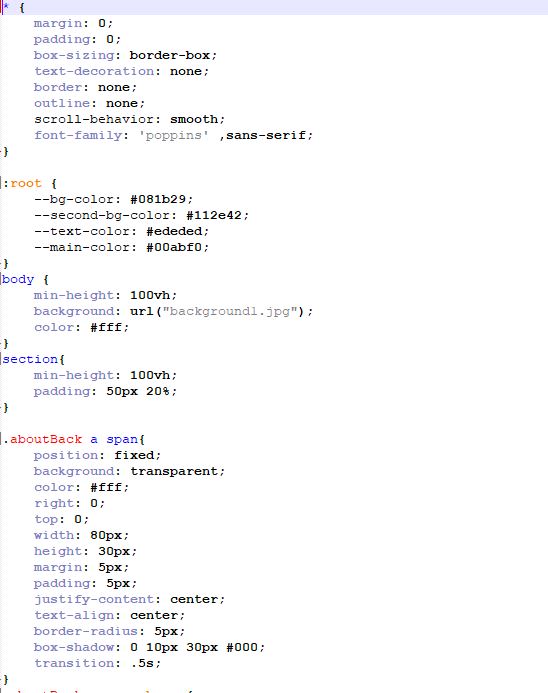 * {
    margin: 0;
    padding: 0;
    box-sizing: border-box;
    text-decoration: none;
    border: none;
    outline: none;
    scroll-behavior: smooth;
    font-family: 'poppins' ,sans-serif;
}

:root {
    --bg-color: #081b29;
    --second-bg-color: #112e42;
    --text-color: #ededed;
    --main-color: #00abf0;
}
body {
    min-height: 100vh;
    background: url("background1.jpg");
    color: #fff;
}
section{
    min-height: 100vh;
    padding: 50px 20%;
}

.aboutBack a span{
    position: fixed;
    background: transparent;
    color: #fff;
    right: 0;
    top: 0;
    width: 80px;
    height: 30px;
    margin: 5px;
    padding: 5px;
    justify-content: center;
    text-align: center;
    border-radius: 5px;
    box-shadow: 0 10px 30px #000;
    transition: .5s;
}